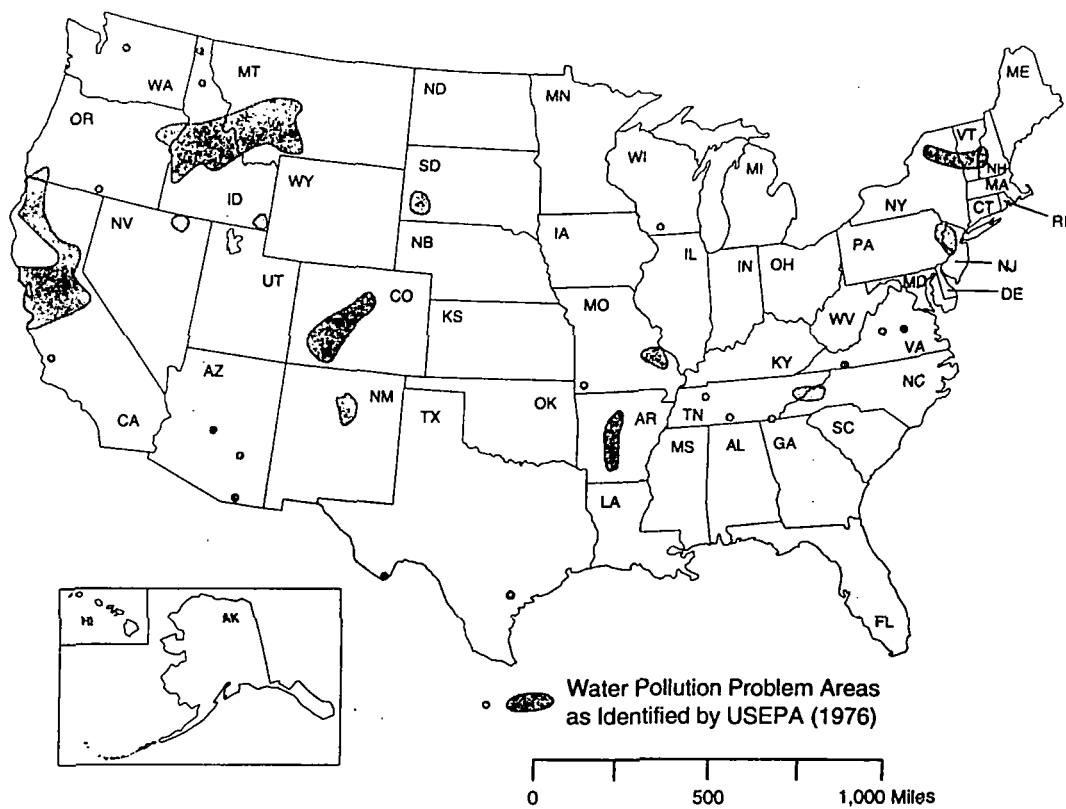 ME
MT
ND
MN
WA
VT
OR
WI
SD
MI
NH
WY
ID
MA
NY
CT
NV
RI
NB
IA
PA
IL
IN
OH
UT
NJ
MO
MD
CO
DE
KS
WV
VA
KY
AZ
NC
NM
OK
TN
CA
TX
AR
SC
MS
AL
GA
LA
HI
AK
FL
Water Pollution Problem Areas
as Identified by USEPA (1976)
0 500 1,000 Miles